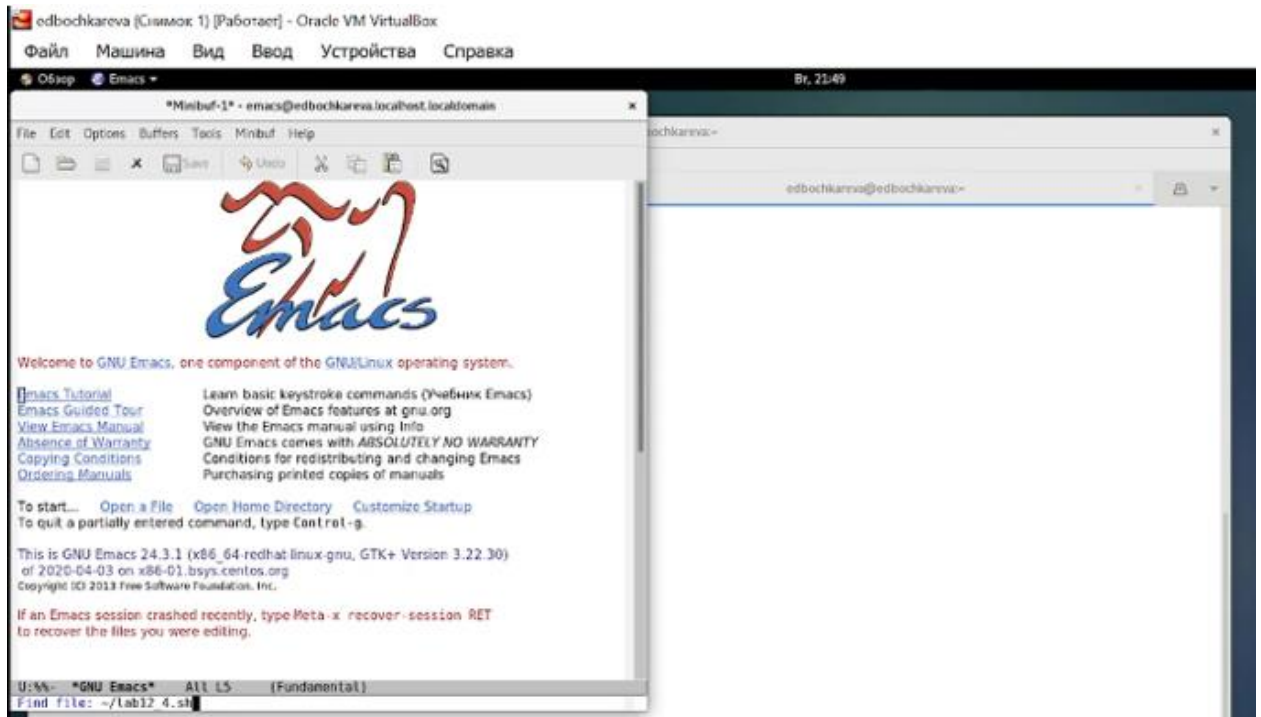 edbochkareva (Снимок 1) [Работает] - Oracle VM VirtualBox
Файл Машина Вид Ввод Устройства Справка
Обзор Emacs Вт, 21:49
*Minibuf-1* - emacs@edbochkareva.localhost.localdomain
ochkareva:~
File Edit Options Buffers Tools Minibuf Help
Save Undo
edbochkareva@edbochkareva:~
Emacs
Welcome to GNU Emacs, one component of the GNU/Linux operating system.
Emacs Tutorial Learn basic keystroke commands (Учебник Emacs)
Emacs Guided Tour Overview of Emacs features at gnu.org
View Emacs Manual View the Emacs manual using Info
Absence of Warranty GNU Emacs comes with ABSOLUTELY NO WARRANTY
Copying Conditions Conditions for redistributing and changing Emacs
Ordering Manuals Purchasing printed copies of manuals
To start... Open a File Open Home Directory Customize Startup
To quit a partially entered command, type Control-g.
This is GNU Emacs 24.3.1 (x86_64-redhat-linux-gnu, GTK+ Version 3.22.30)
of 2020-04-03 on x86-01.bsys.centos.org
Copyright (C) 2013 Free Software Foundation, Inc.
If an Emacs session crashed recently, type Meta-x recover-session RET
to recover the files you were editing.
U:%%- *GNU Emacs* All L5 (Fundamental)
Find file: ~/lab12_4.sh